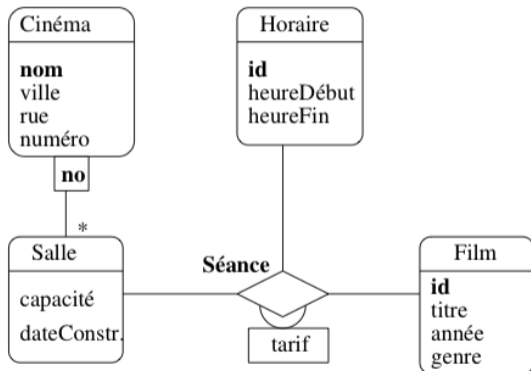 Cinéma
nom
ville
rue
numéro
no
*
Salle
capacité
dateConstr.
Horaire
id
heureDébut
heureFin
Séance
tarif
Film
id
titre
année
genre